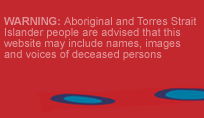 WARNING: Aboriginal and Torres Strait
Islander people are advised that this
website may include names, images
and voices of deceased persons